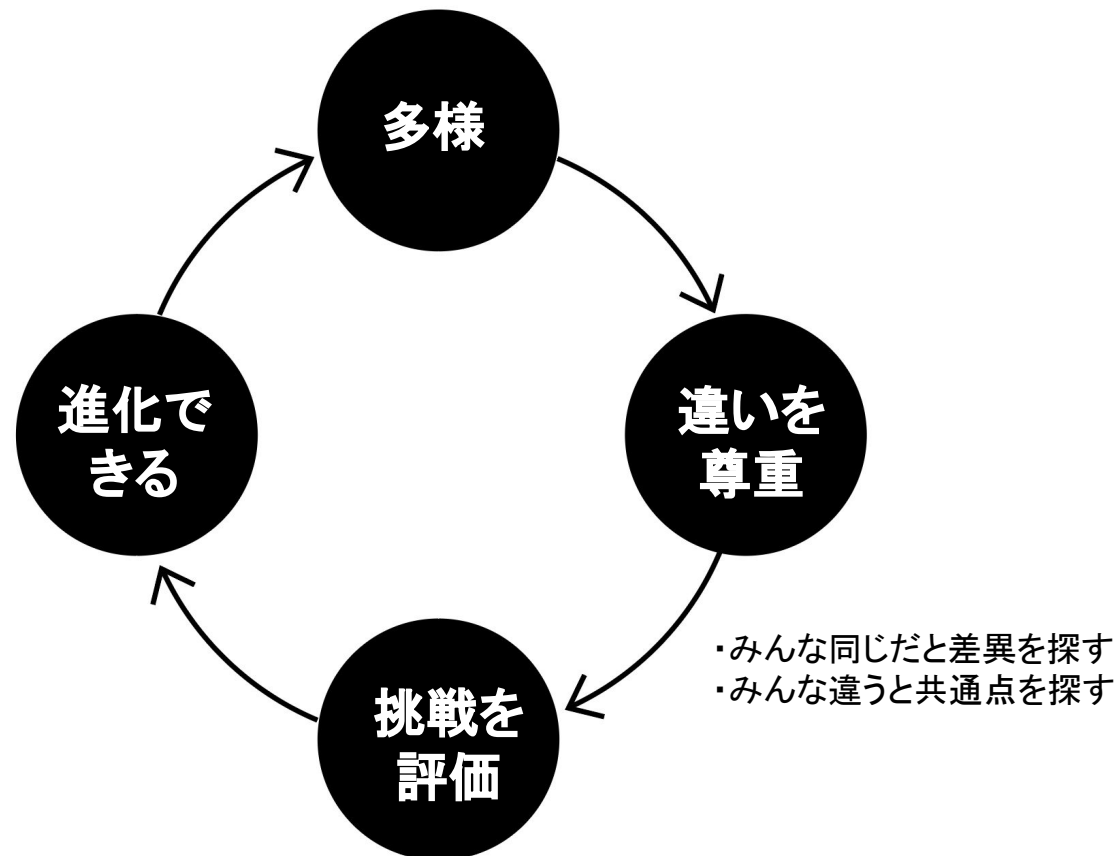 多様
違いを
尊重
・みんな同じだと差異を探す
・みんな違うと共通点を探す
挑戦を
評価
進化で
きる